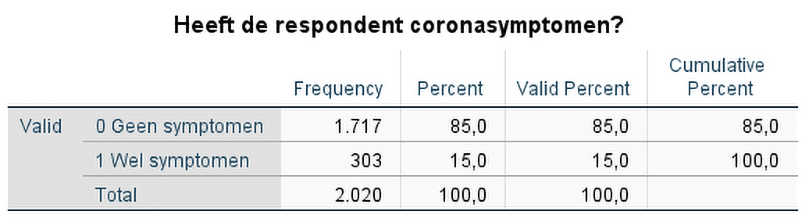 Heeft de respondent coronasymptomen?
Frequency Percent Valid Percent Cumulative Percent
Valid 0 Geen symptomen 1.717 85,0 85,0 85,0
1 Wel symptomen 303 15,0 15,0 100,0
Total 2.020 100,0 100,0